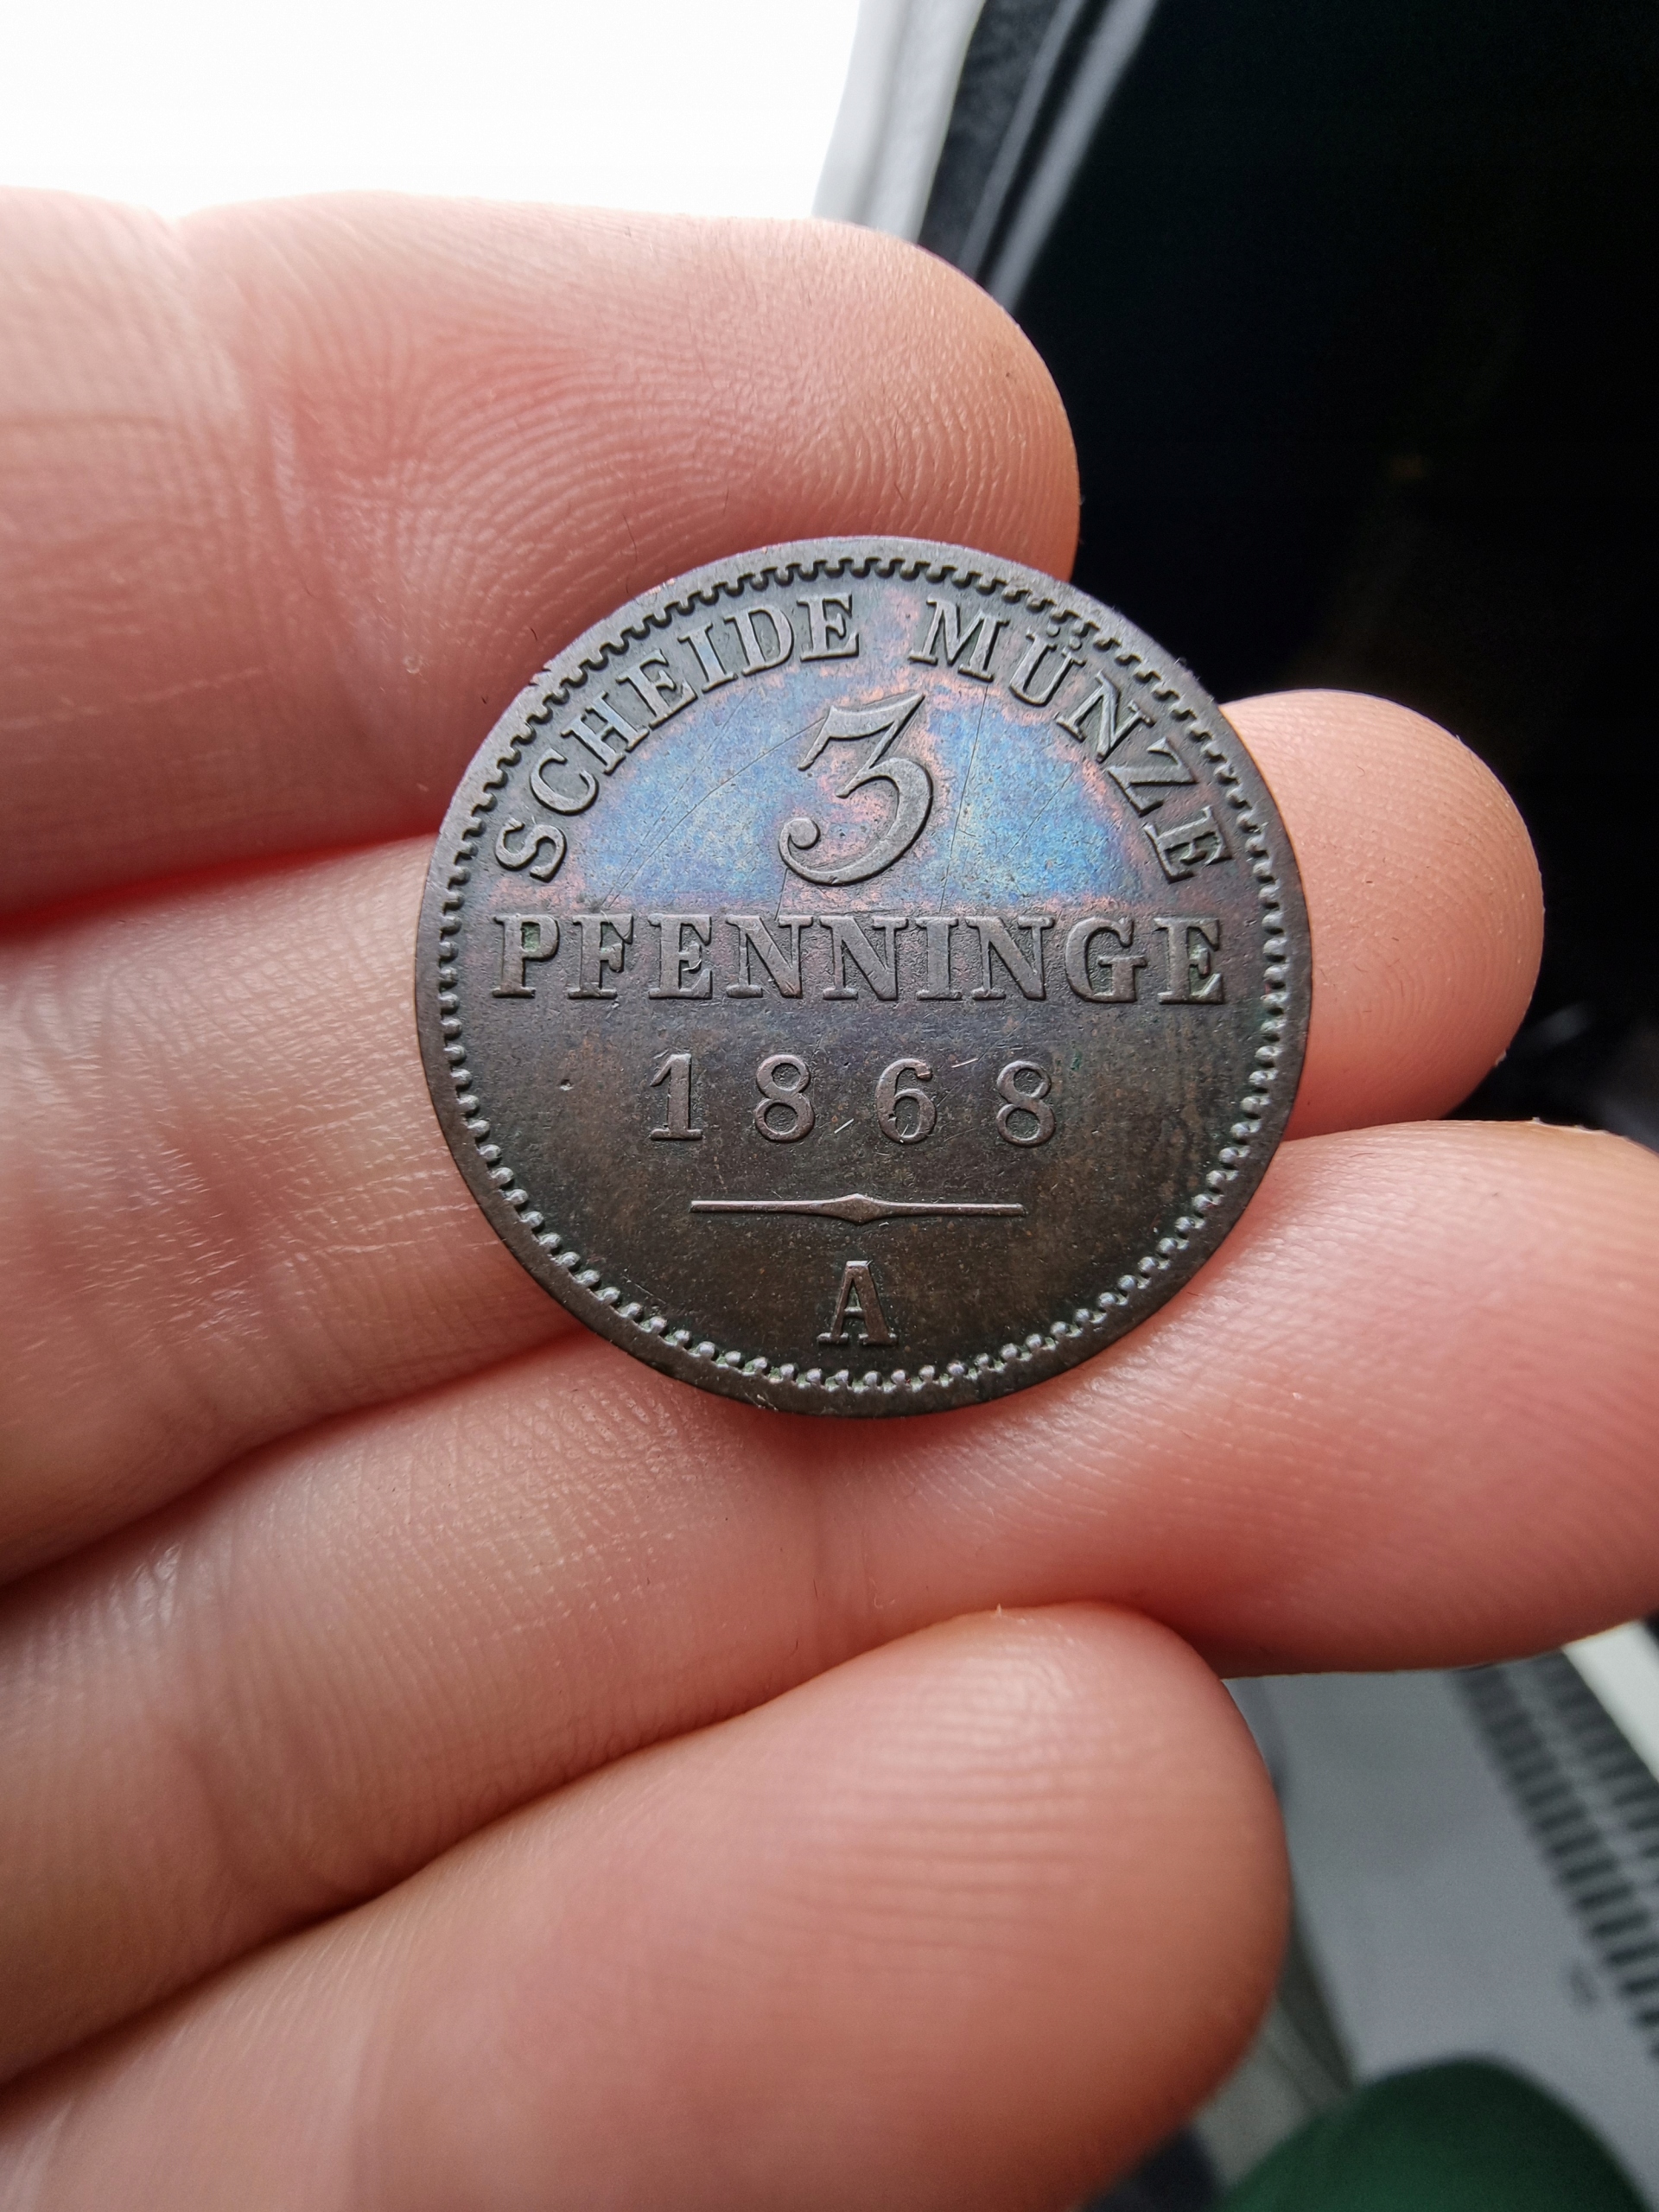 SCHEIDE MÜNZE
3
PFENNINGE
1868
A